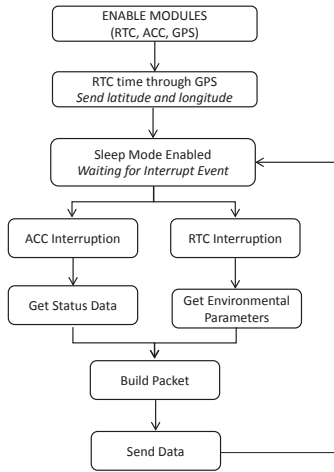 ENABLE MODULES
(RTC, ACC, GPS)
RTC time through GPS
Send latitude and longitude
Sleep Mode Enabled
Waiting for Interrupt Event
ACC Interruption
RTC Interruption
Get Status Data
Get Environmental
Parameters
Build Packet
Send Data